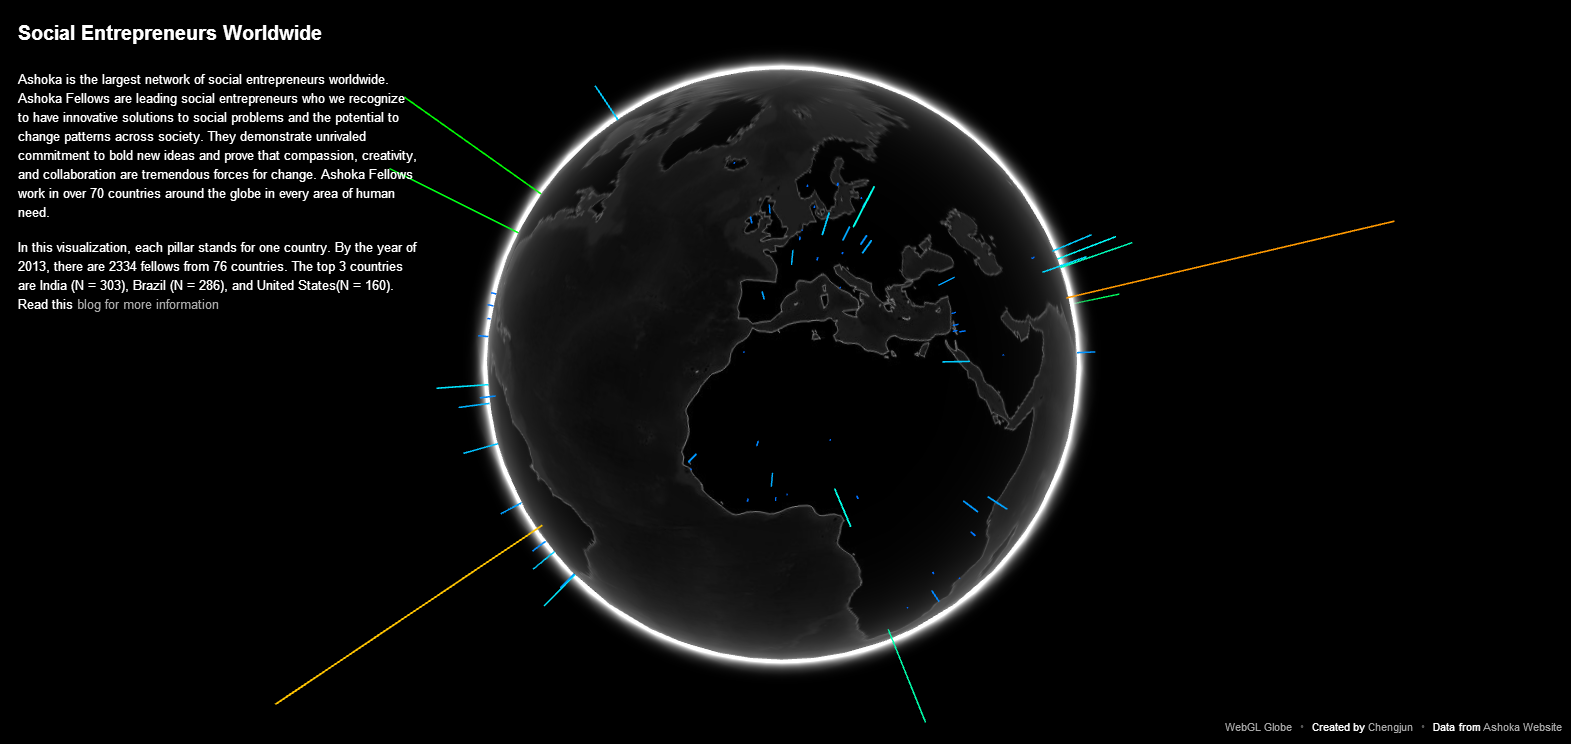 Social Entrepreneurs Worldwide
Ashoka is the largest network of social entrepreneurs worldwide.
Ashoka Fellows are leading social entrepreneurs who we recognize
to have innovative solutions to social problems and the potential to
change patterns across society. They demonstrate unrivaled
commitment to bold new ideas and prove that compassion, creativity,
and collaboration are tremendous forces for change. Ashoka Fellows
work in over 70 countries around the globe in every area of human
need.
In this visualization, each pillar stands for one country. By the year of
2013, there are 2334 fellows from 76 countries. The top 3 countries
are India (N = 303), Brazil (N = 286), and United States(N = 160).
Read this blog for more information
WebGL Globe • Created by Chengjun • Data from Ashoka Website